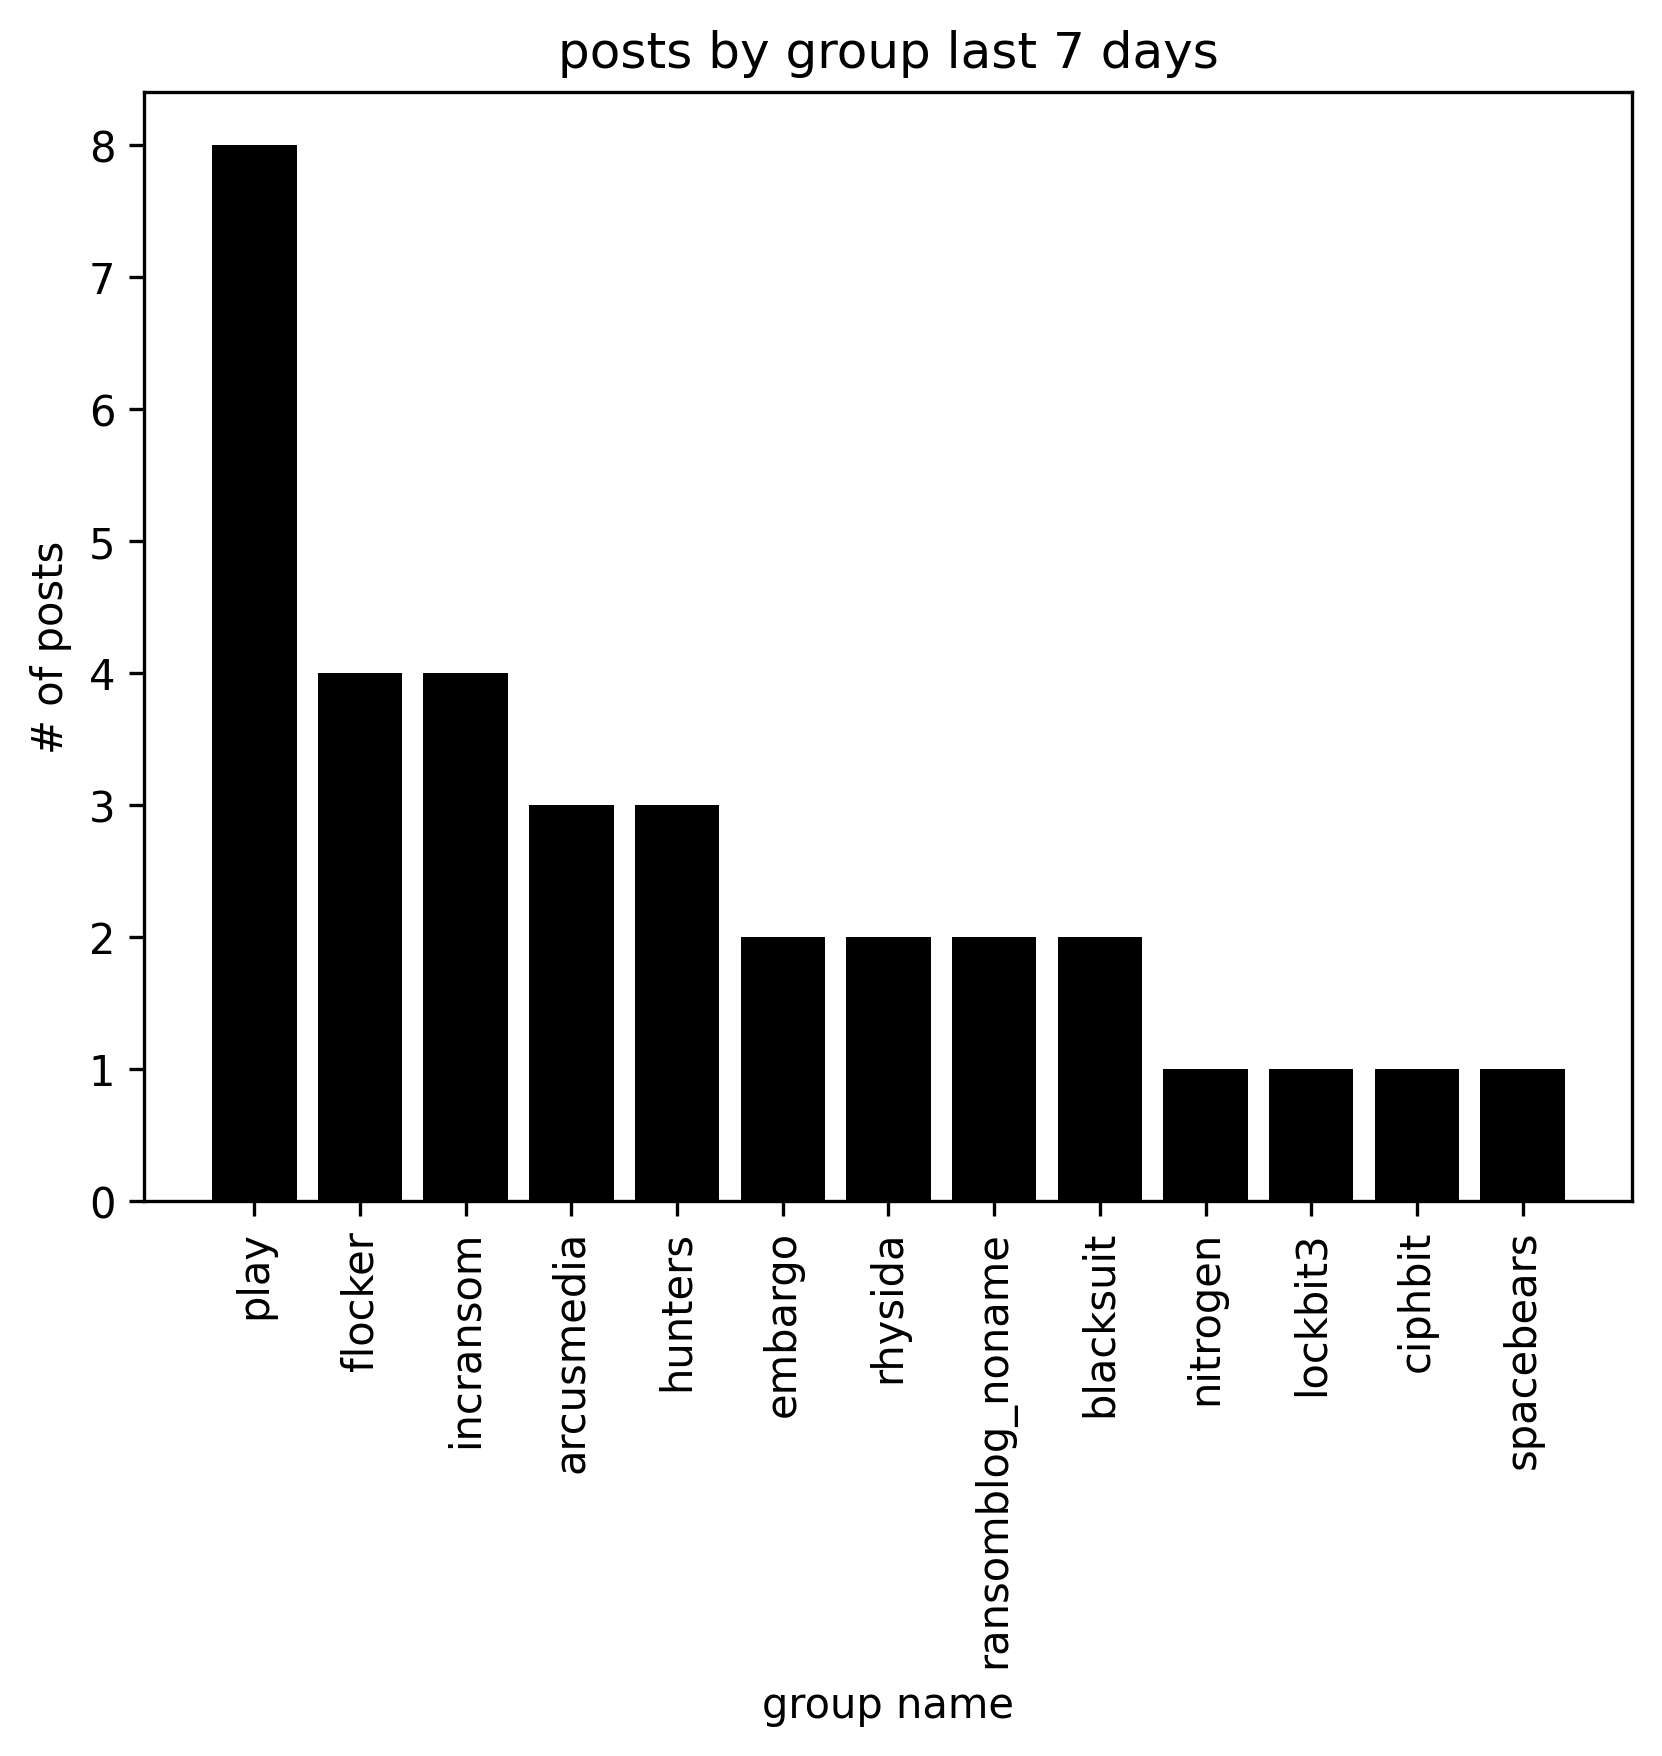 posts by group last 7 days
# of posts
8
7
6
5
4
3
2
1
0
play
flocker
incransom
arcusmedia
hunters
embargo
rhysida
ransomblog_noname
blacksuit
nitrogen
lockbit3
ciphbit
spacebears
group name